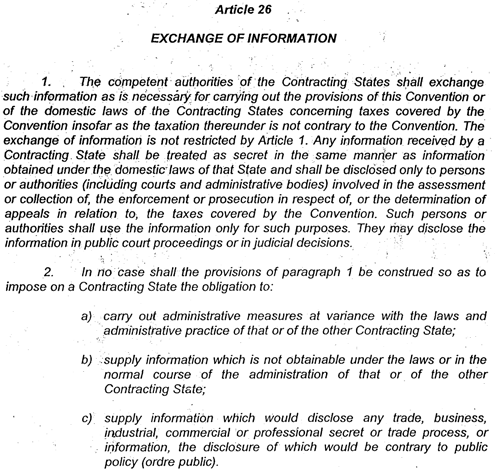 Article 26
EXCHANGE OF INFORMATION
1. The competent authorities of the Contracting States shall exchange
such information as is necessary for carrying out the provisions of this Convention or
of the domestic laws of the Contracting States concerning taxes covered by the
Convention insofar as the taxation thereunder is not contrary to the Convention. The
exchange of information is not restricted by Article 1. Any information received by a
Contracting State shall be treated as secret in the same manner as information
obtained under the domestic laws of that State and shall be disclosed only to persons
or authorities (including courts and administrative bodies) involved in the assessment
or collection of, the enforcement or prosecution in respect of, or the determination of
appeals in relation to, the taxes covered by the Convention. Such persons or
authorities shall use the information only for such purposes. They may disclose the
information in public court proceedings or in judicial decisions.
2. In no case shall the provisions of paragraph 1 be construed so as to
impose on a Contracting State the obligation to:
a) carry out administrative measures at variance with the laws and
administrative practice of that or of the other Contracting State;
b) supply information which is not obtainable under the laws or in the
normal course of the administration of that or of the other
Contracting State;
c) supply information which would disclose any trade, business,
industrial, commercial or professional secret or trade process, or
information, the disclosure of which would be contrary to public
policy (ordre public).